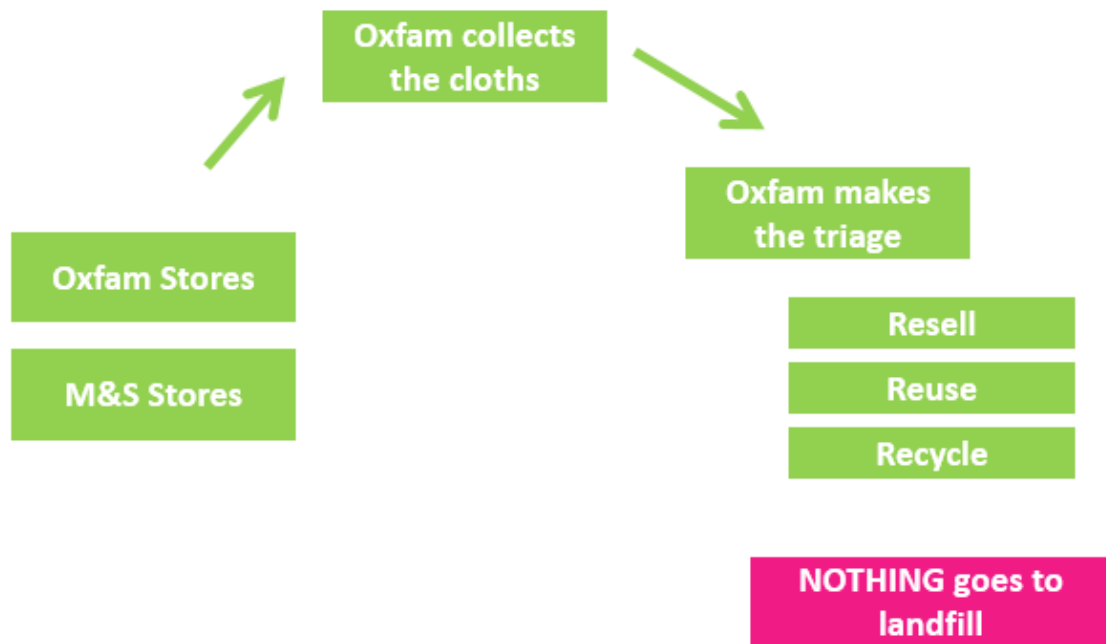 Oxfam collects
the cloths
Oxfam makes
the triage
Oxfam Stores
M&S Stores
Resell
Reuse
Recycle
NOTHING goes to
landfill